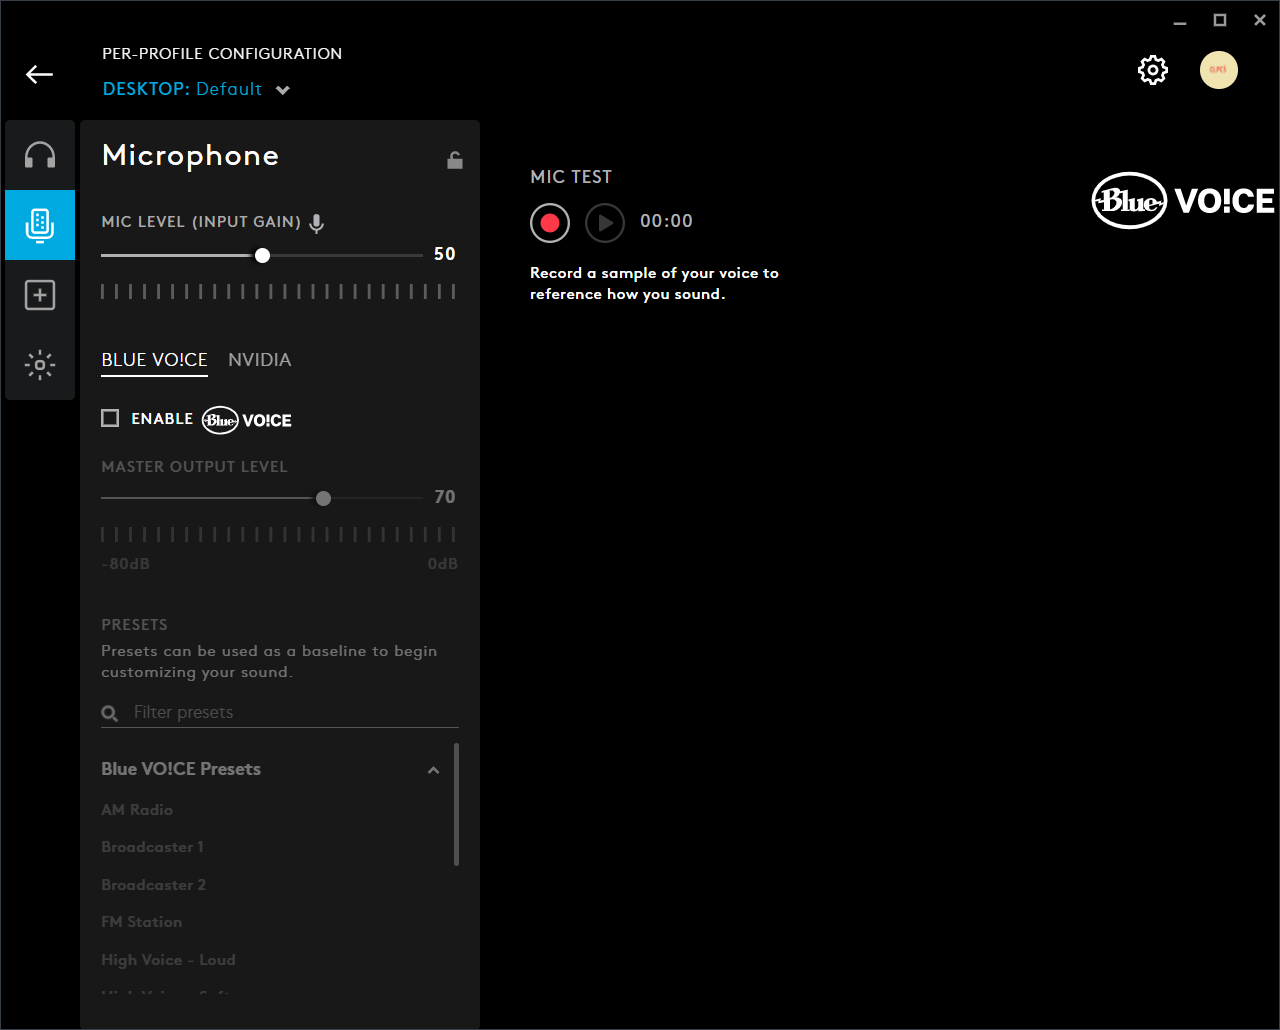 PER-PROFILE CONFIGURATION
DESKTOP: Default
Microphone
MIC LEVEL (INPUT GAIN)
50
BLUE VO!CE NVIDIA
ENABLE Blue VO!CE
MASTER OUTPUT LEVEL
70
-80dB 0dB
PRESETS
Presets can be used as a baseline to begin
customizing your sound.
Filter presets
Blue VO!CE Presets
AM Radio
Broadcaster 1
Broadcaster 2
FM Station
High Voice - Loud
MIC TEST
00:00
Record a sample of your voice to
reference how you sound.
Blue VO!CE